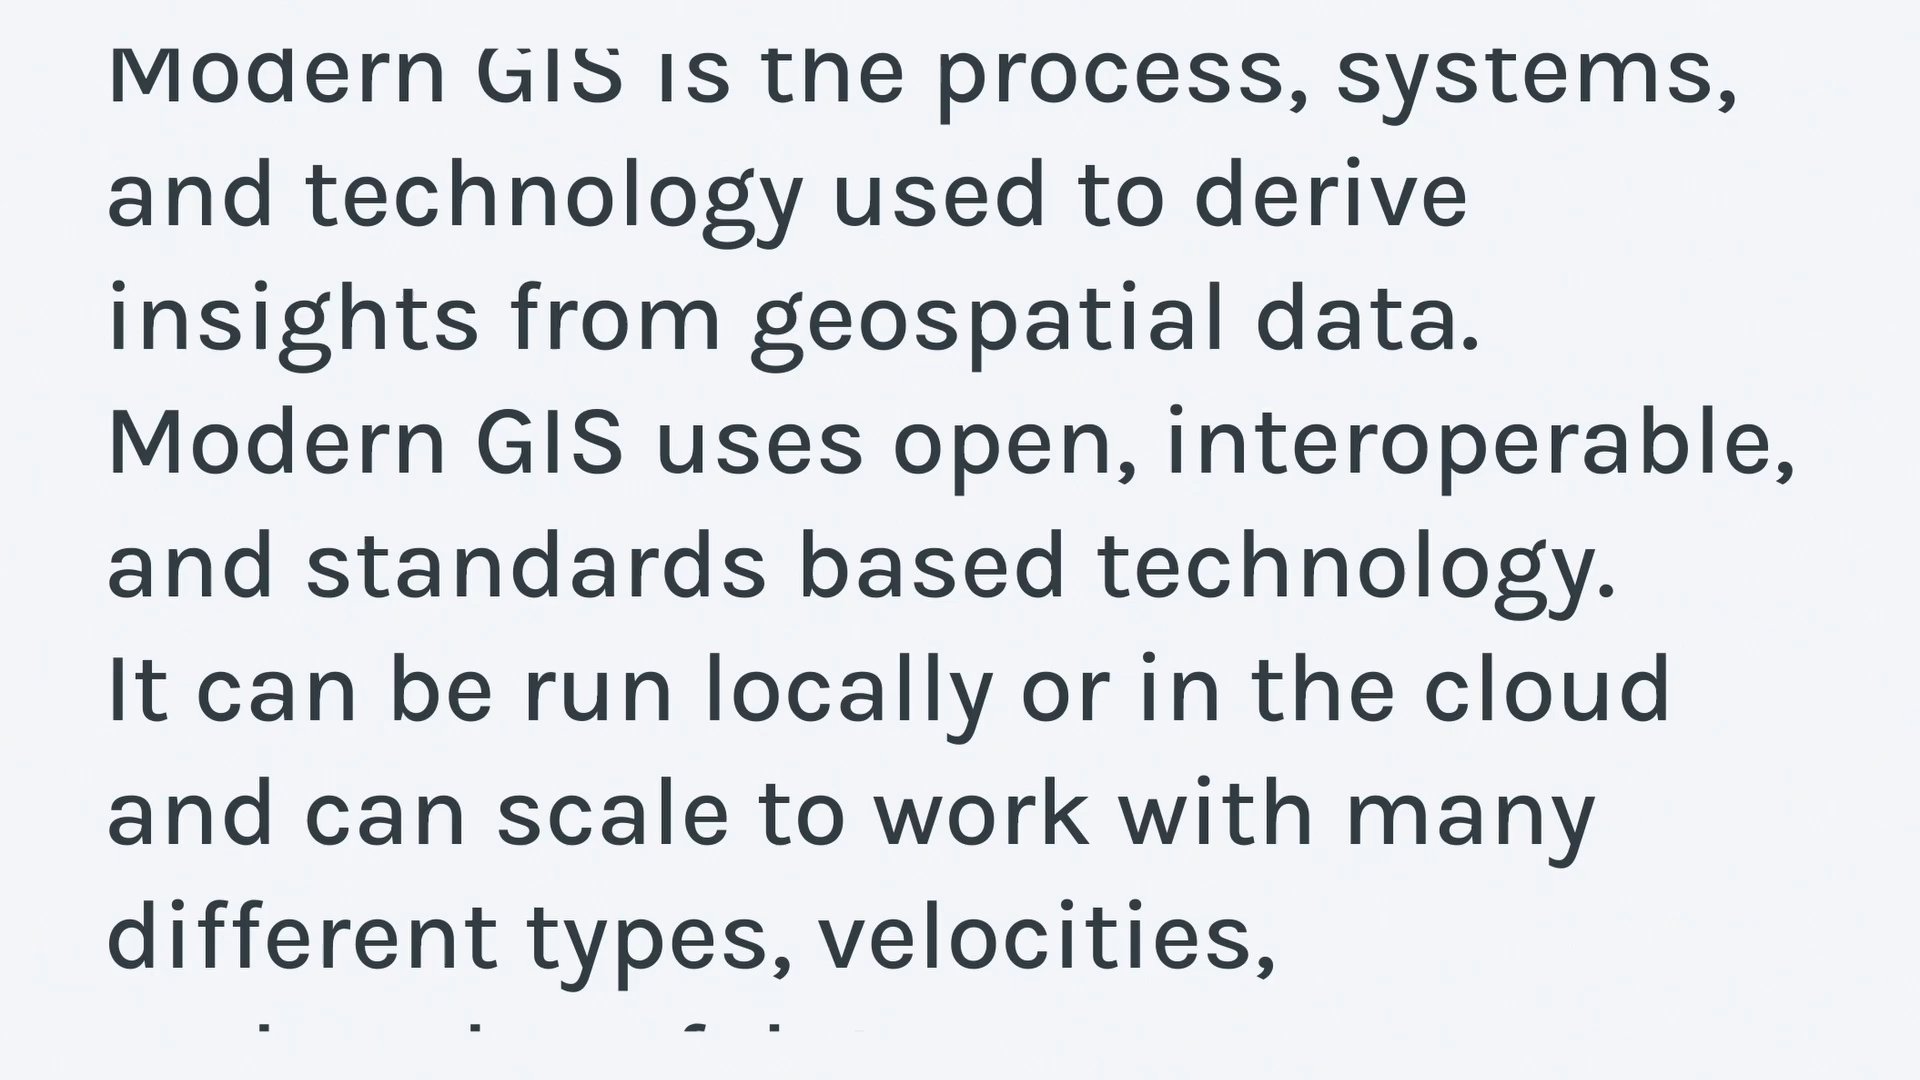 Modern GIS is the process, systems,
and technology used to derive
insights from geospatial data.
Modern GIS uses open, interoperable,
and standards based technology.
It can be run locally or in the cloud
and can scale to work with many
different types, velocities,